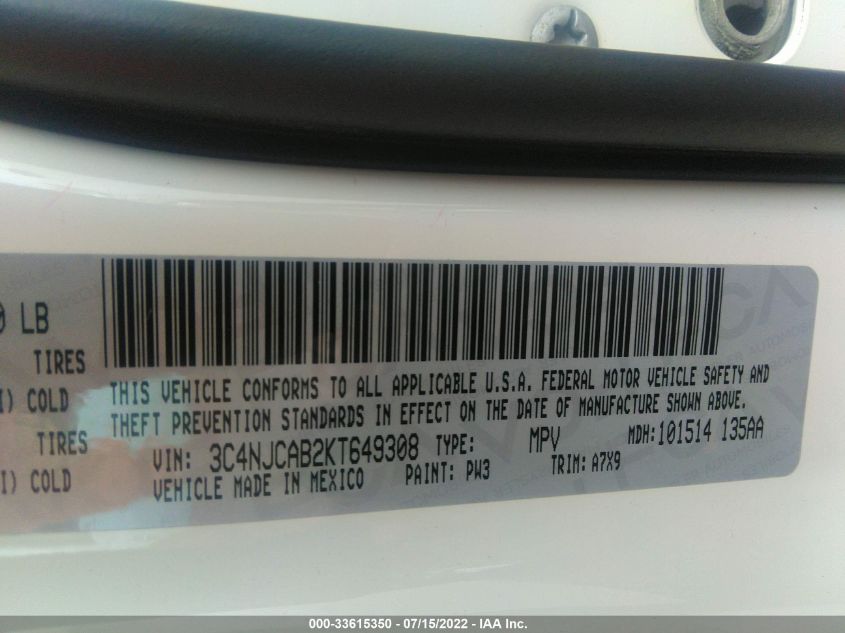 0 LB
TIRES
I) COLD
TIRES
I) COLD
THIS VEHICLE CONFORMS TO ALL APPLICABLE U.S.A. FEDERAL MOTOR VEHICLE SAFETY AND
THEFT PREVENTION STANDARDS IN EFFECT ON THE DATE OF MANUFACTURE SHOWN ABOVE.
VIN: 3C4NJCAB2KT649308 TYPE: MPV MDH: 101514 135AA
VEHICLE MADE IN MEXICO PAINT: PW3 TRIM: A7X9
000-33615350 - 07/15/2022 - IAA Inc.